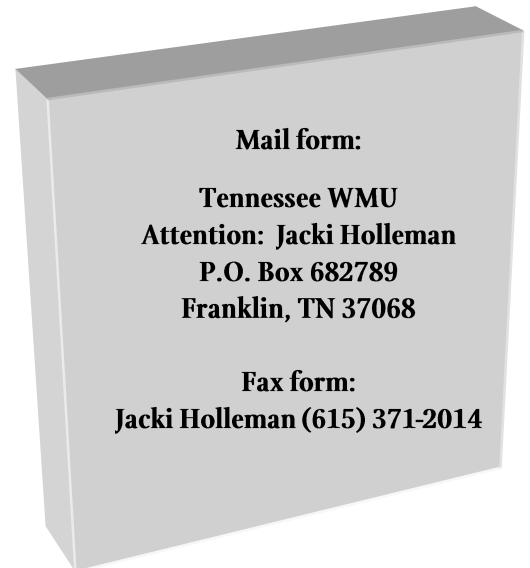 Mail form:
Tennessee WMU
Attention:  Jacki Holleman
P.O. Box 682789
Franklin, TN 37068
Fax form:
Jacki Holleman (615) 371-2014